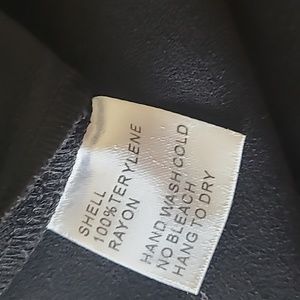 SHELL
100%TERYLENE
RAYON
HAND WASH COLD
NO BLEACH
HANG TO DRY